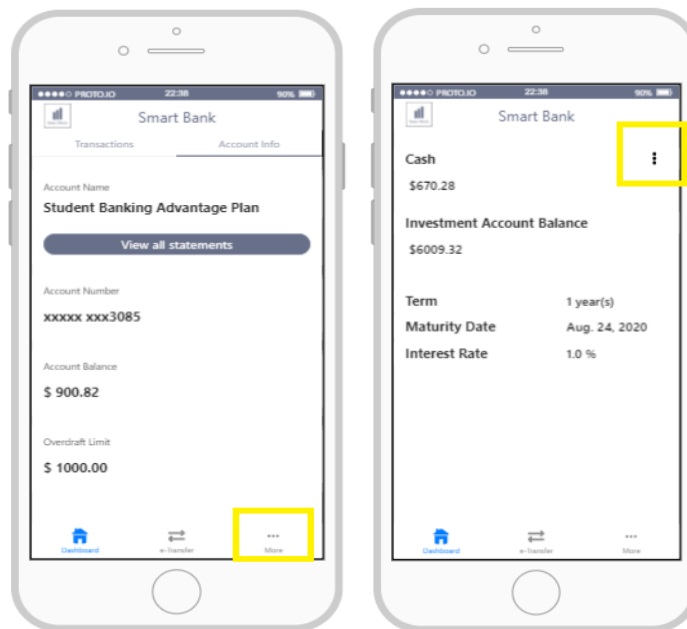 PROTO.IO 22:38 90%
Smart Bank
Transactions Account Info
Account Name
Student Banking Advantage Plan
View all statements
Account Number
xxxxx xxx3085
Account Balance
$ 900.82
Overdraft Limit
$ 1000.00
Dashboard e-Transfer More
PROTO.IO 22:38 90%
Smart Bank
Cash
$670.28
Investment Account Balance
$6009.32
Term 1 year(s)
Maturity Date Aug. 24, 2020
Interest Rate 1.0 %
Dashboard e-Transfer More